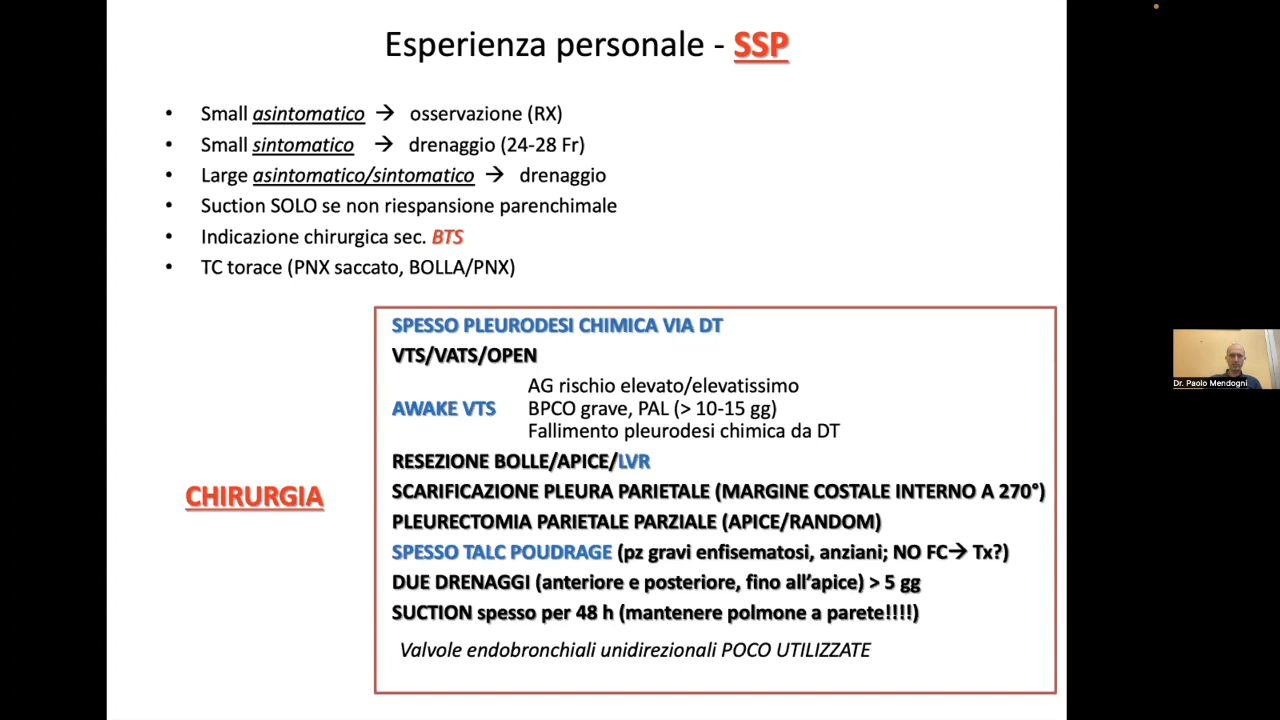 Esperienza personale - SSP
• Small asintomatico → osservazione (RX)
• Small sintomatico → drenaggio (24-28 Fr)
• Large asintomatico/sintomatico → drenaggio
• Suction SOLO se non riespansione parenchimale
• Indicazione chirurgica sec. BTS
• TC torace (PNX saccato, BOLLA/PNX)
SPESSO PLEURODESI CHIMICA VIA DT
VTS/VATS/OPEN
AWAKE VTS
AG rischio elevato/elevatissimo
BPCO grave, PAL (> 10-15 gg)
Fallimento pleurodesi chimica da DT
RESEZIONE BOLLE/APICE/LVR
CHIRURGIA
SCARIFICAZIONE PLEURA PARIETALE (MARGINE COSTALE INTERNO A 270°)
PLEURECTOMIA PARIETALE PARZIALE (APICE/RANDOM)
SPESSO TALC POUDRAGE (pz gravi enfisematosi, anziani; NO FC→ Tx?)
DUE DRENAGGI (anteriore e posteriore, fino all'apice) > 5 gg
SUCTION spesso per 48 h (mantenere polmone a parete!!!!)
Valvole endobronchiali unidirezionali POCO UTILIZZATE
Dr. Paolo Mendogni